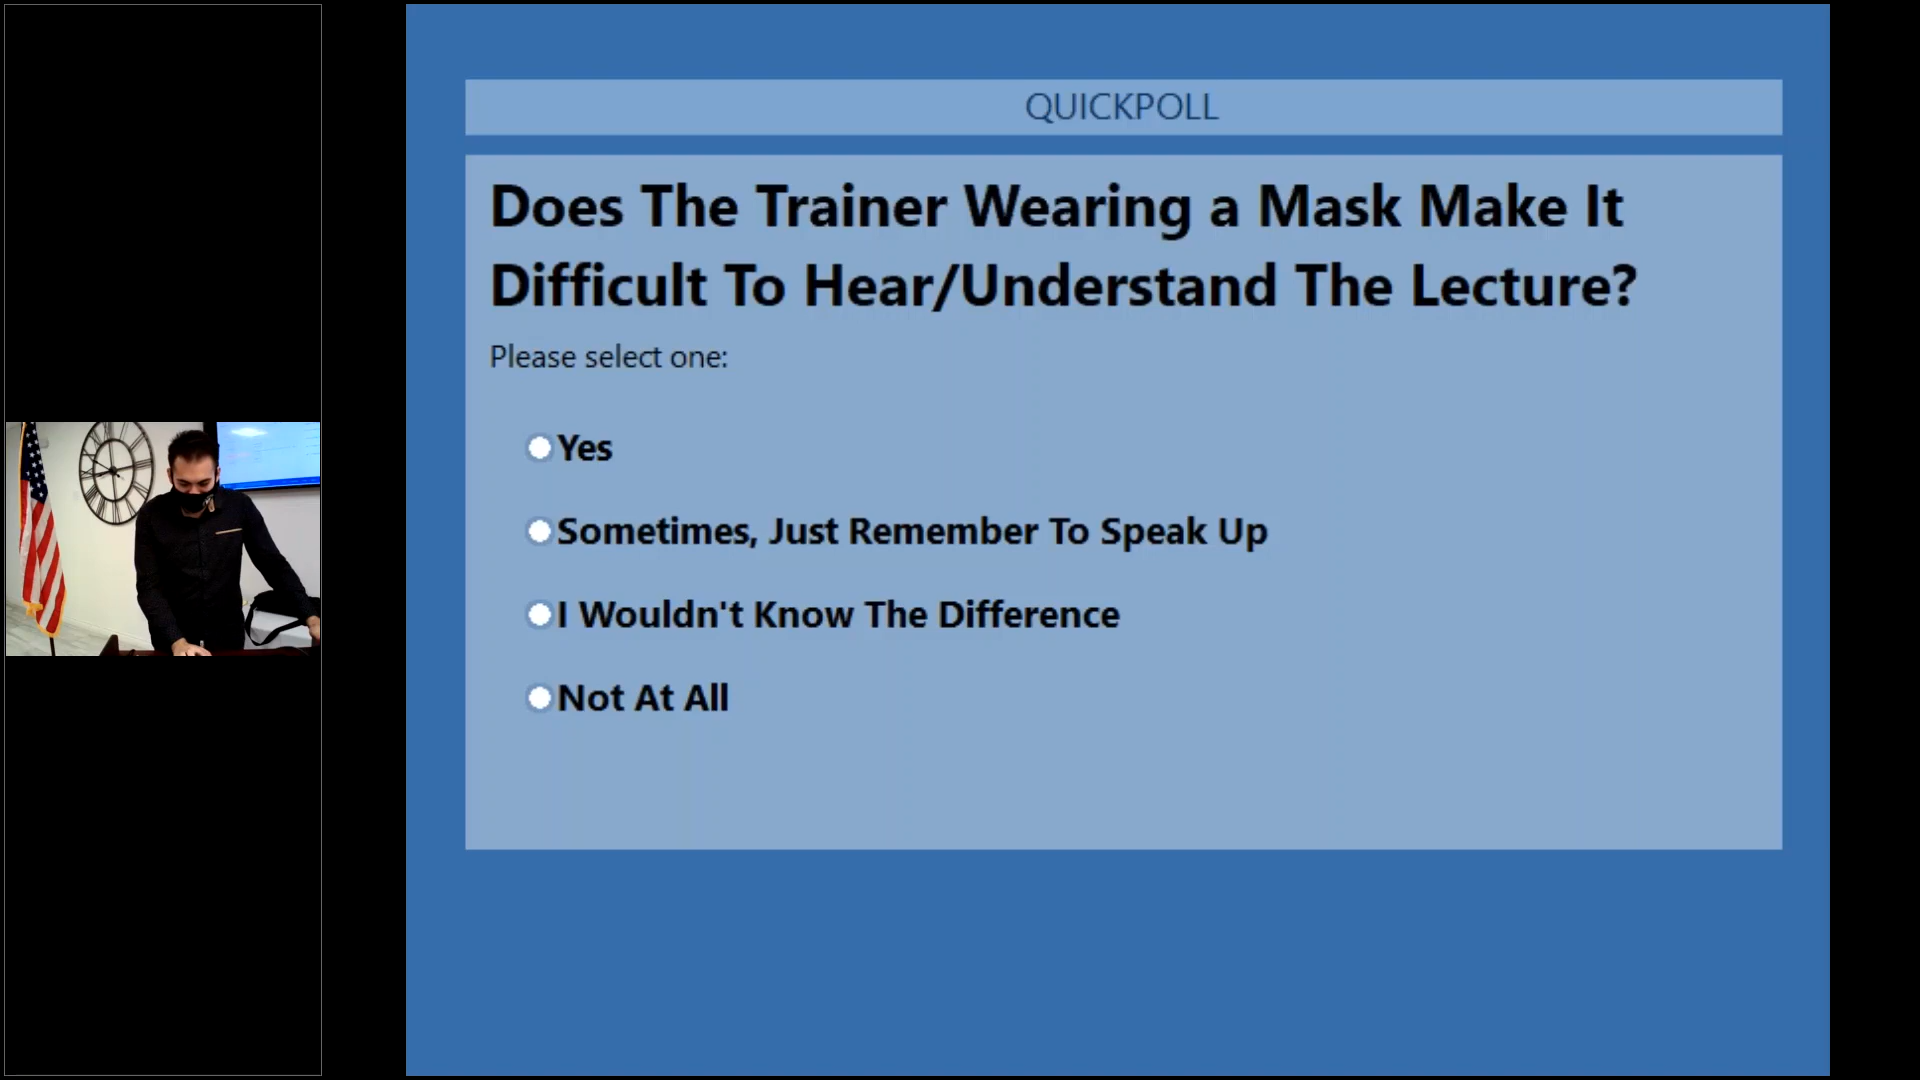 QUICKPOLL
Does The Trainer Wearing a Mask Make It
Difficult To Hear/Understand The Lecture?
Please select one:
Yes
Sometimes, Just Remember To Speak Up
I Wouldn't Know The Difference
Not At All